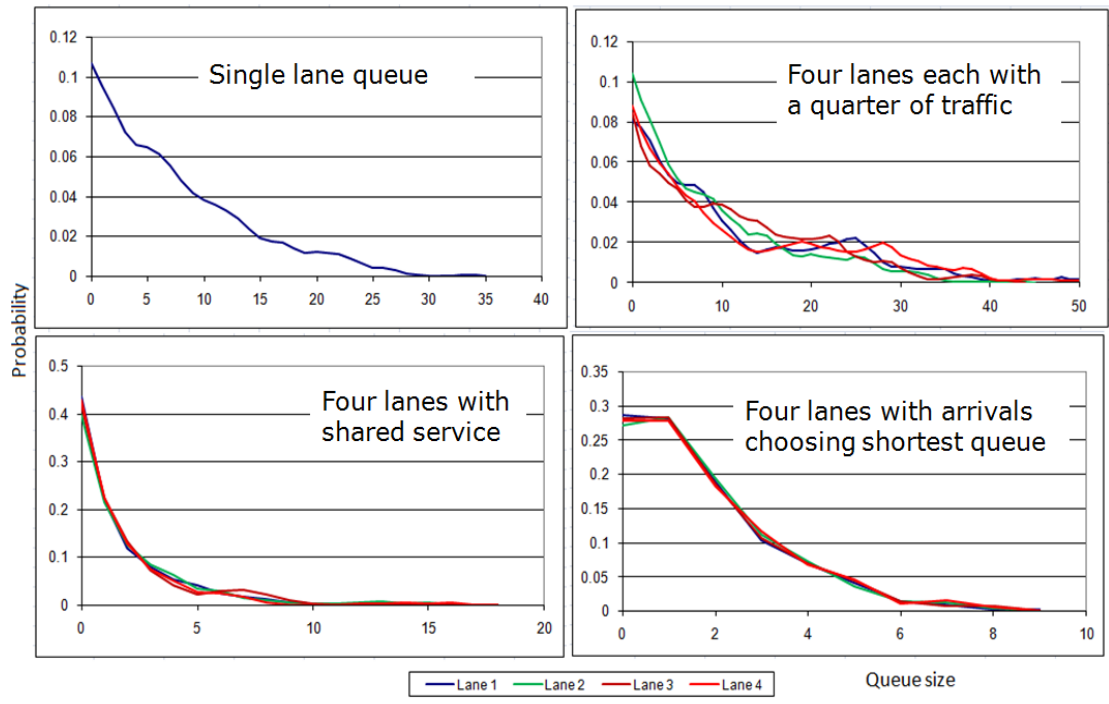 0.12
0.1
0.08
0.06
0.04
0.02
0
Single lane queue
0 5 10 15 20 25 30 35 40
0.12
0.1
0.08
0.06
0.04
0.02
0
Four lanes each with
a quarter of traffic
0 10 20 30 40 50
Probability
0.5
0.4
0.3
0.2
0.1
0
Four lanes with
shared service
0 5 10 15 20
0.35
0.3
0.25
0.2
0.15
0.1
0.05
0
Four lanes with arrivals
choosing shortest queue
0 2 4 6 8 10
Lane 1 Lane 2 Lane 3 Lane 4
Queue size